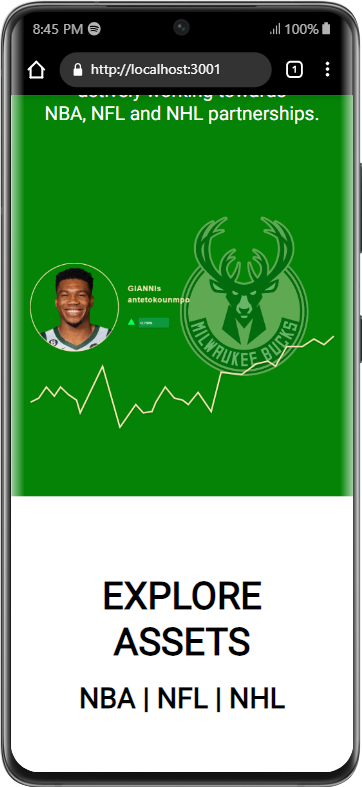 8:45 PM
100%
http://localhost:3001
1
actively working towards
NBA, NFL and NHL partnerships.
GIANNIs
antetokounmpo
MILWAUKEE BUCKS
EXPLORE
ASSETS
NBA | NFL | NHL